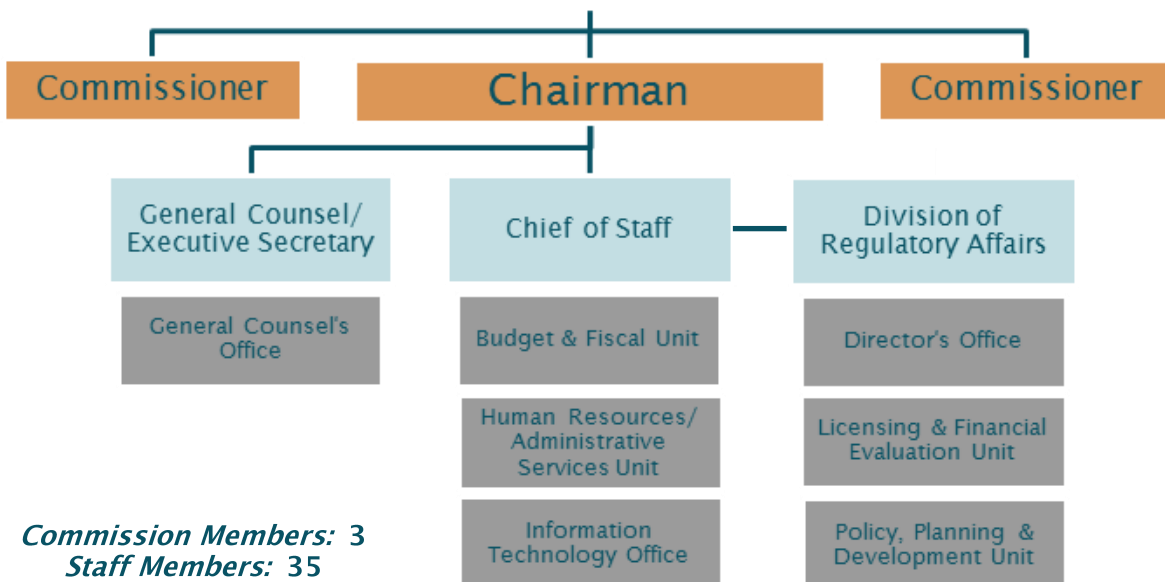 Commissioner
Chairman
Commissioner
General Counsel/
Executive Secretary
Chief of Staff
Division of
Regulatory Affairs
General Counsel's
Office
Budget & Fiscal Unit
Director's Office
Human Resources/
Administrative
Services Unit
Licensing & Financial
Evaluation Unit
Information
Technology Office
Policy, Planning &
Development Unit
Commission Members: 3
Staff Members: 35